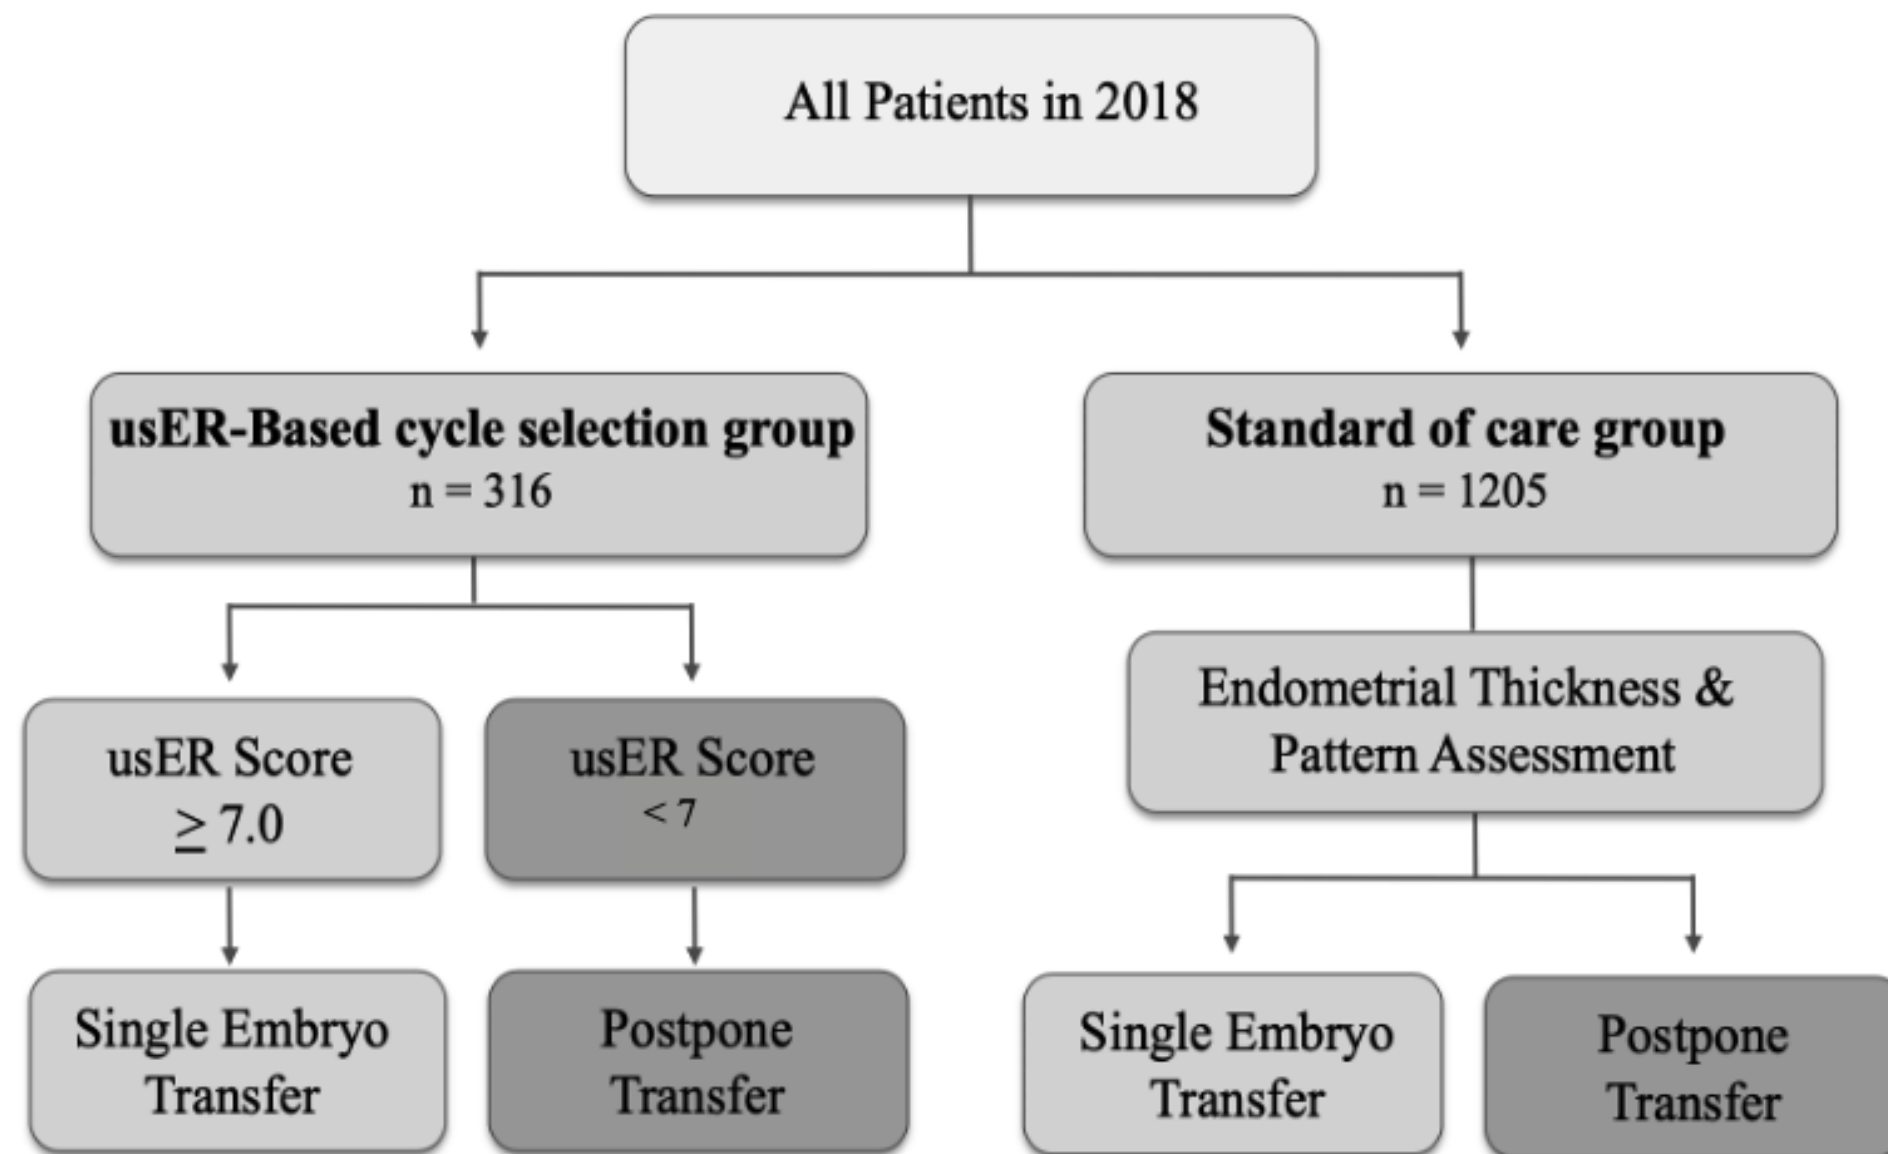 All Patients in 2018
usER-Based cycle selection group
n = 316
Standard of care group
n = 1205
usER Score
≥ 7.0
usER Score
< 7
Endometrial Thickness &
Pattern Assessment
Single Embryo
Transfer
Postpone
Transfer
Single Embryo
Transfer
Postpone
Transfer